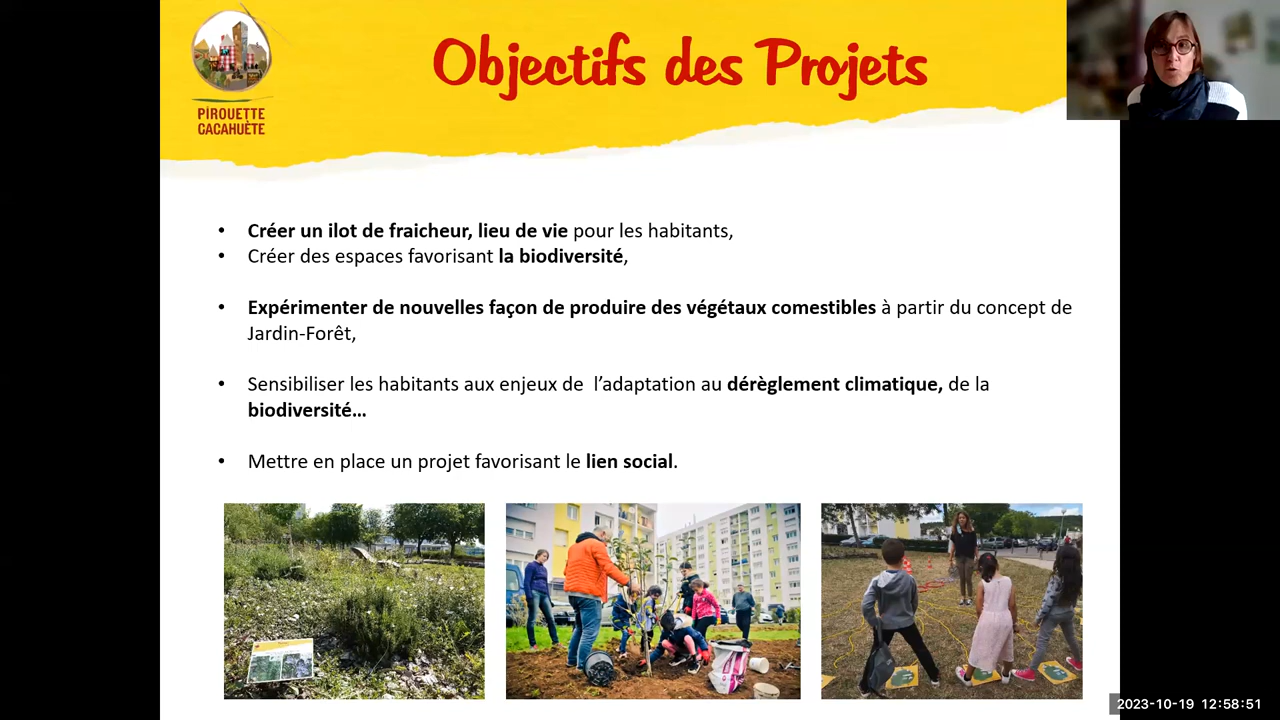 PIROUETTE
CACAHUÈTE
Objectifs des Projets
• Créer un ilot de fraicheur, lieu de vie pour les habitants,
• Créer des espaces favorisant la biodiversité,
• Expérimenter de nouvelles façon de produire des végétaux comestibles à partir du concept de
Jardin-Forêt,
• Sensibiliser les habitants aux enjeux de  l’adaptation au dérèglement climatique, de la
biodiversité...
• Mettre en place un projet favorisant le lien social.
2023-10-19 12:58:51